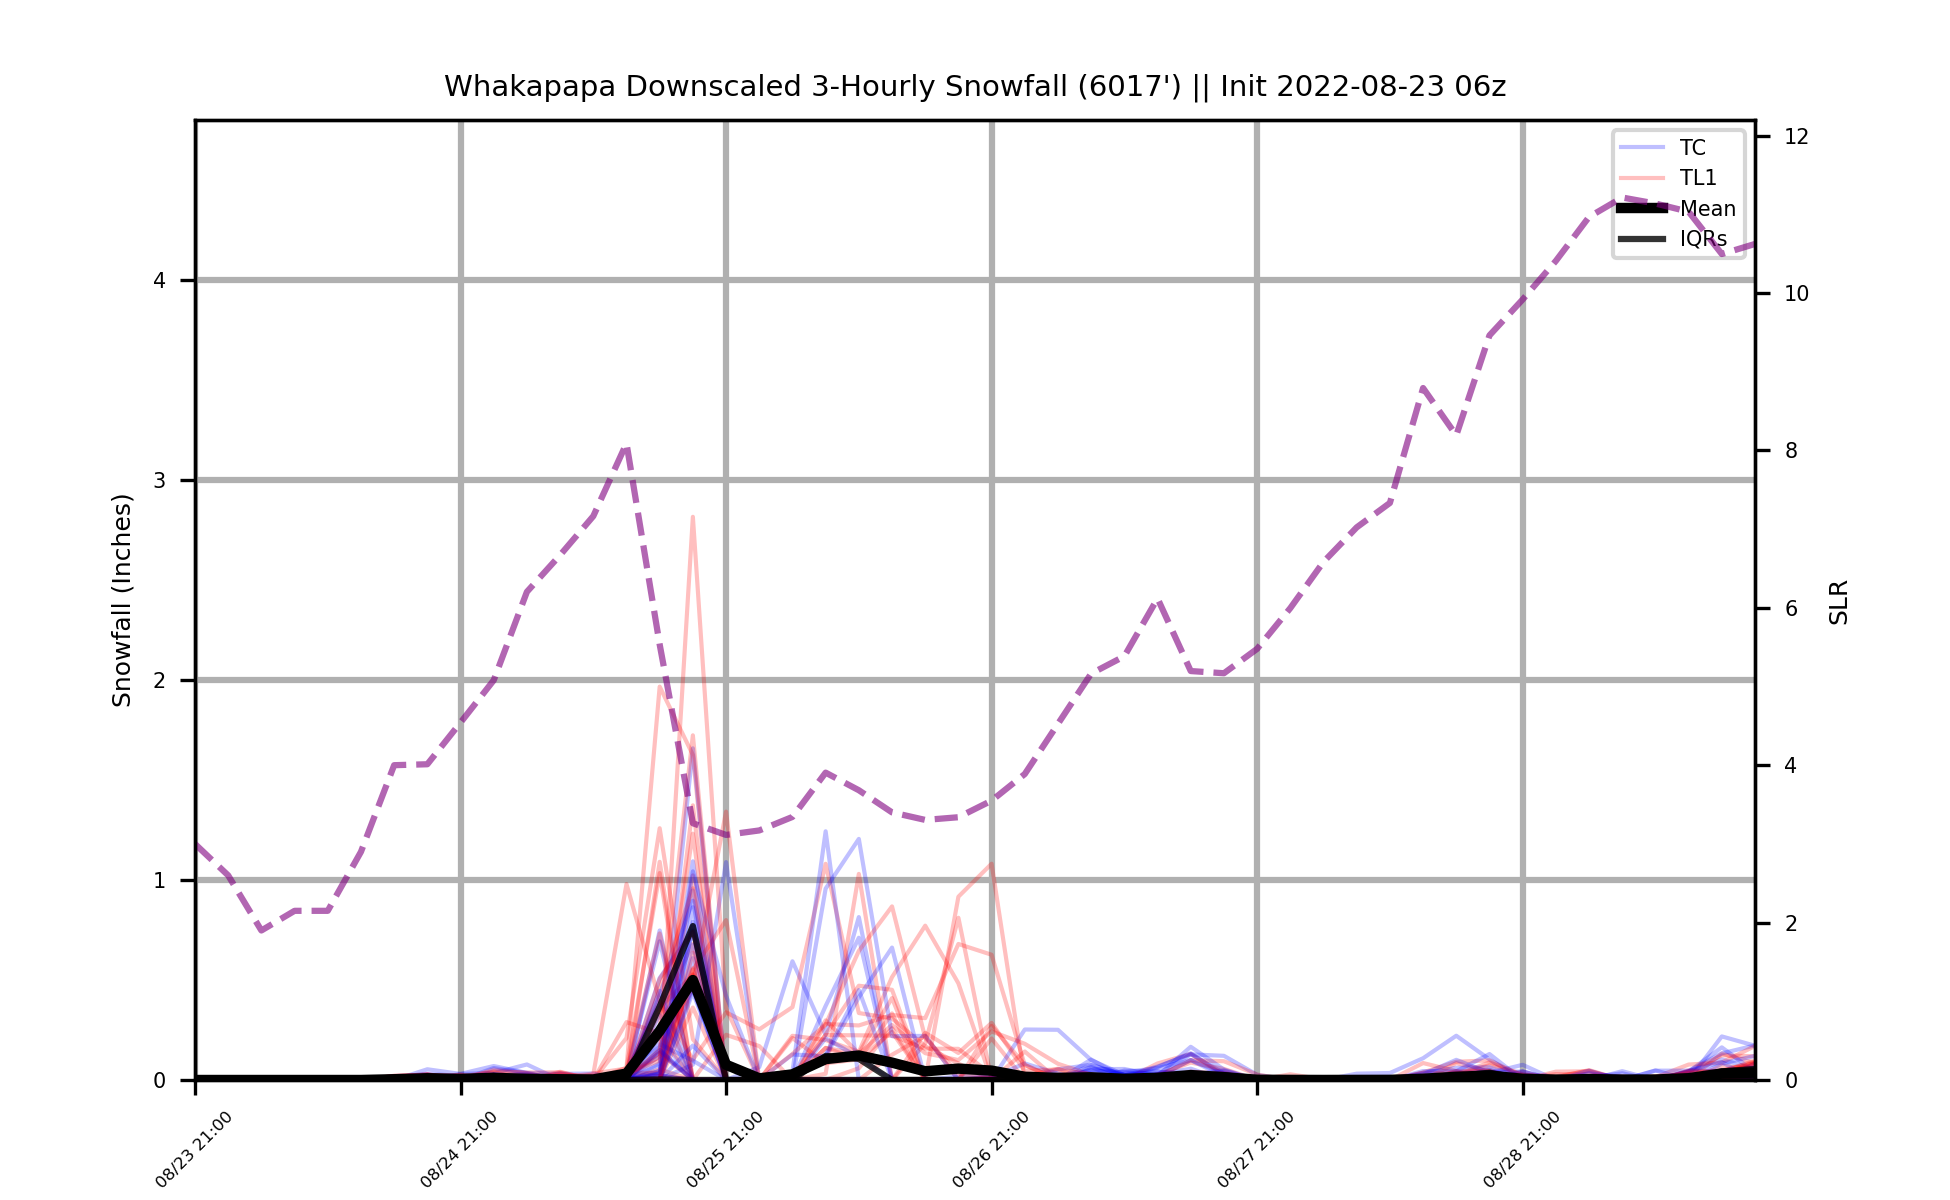 Whakapapa Downscaled 3-Hourly Snowfall (6017') || Init 2022-08-23 06z
TC
TL1
Mean
IQRs
Snowfall (Inches)
4
3
2
1
0
12
10
8
6
4
2
0
SLR
08/23 21:00
08/24 21:00
08/25 21:00
08/26 21:00
08/27 21:00
08/28 21:00